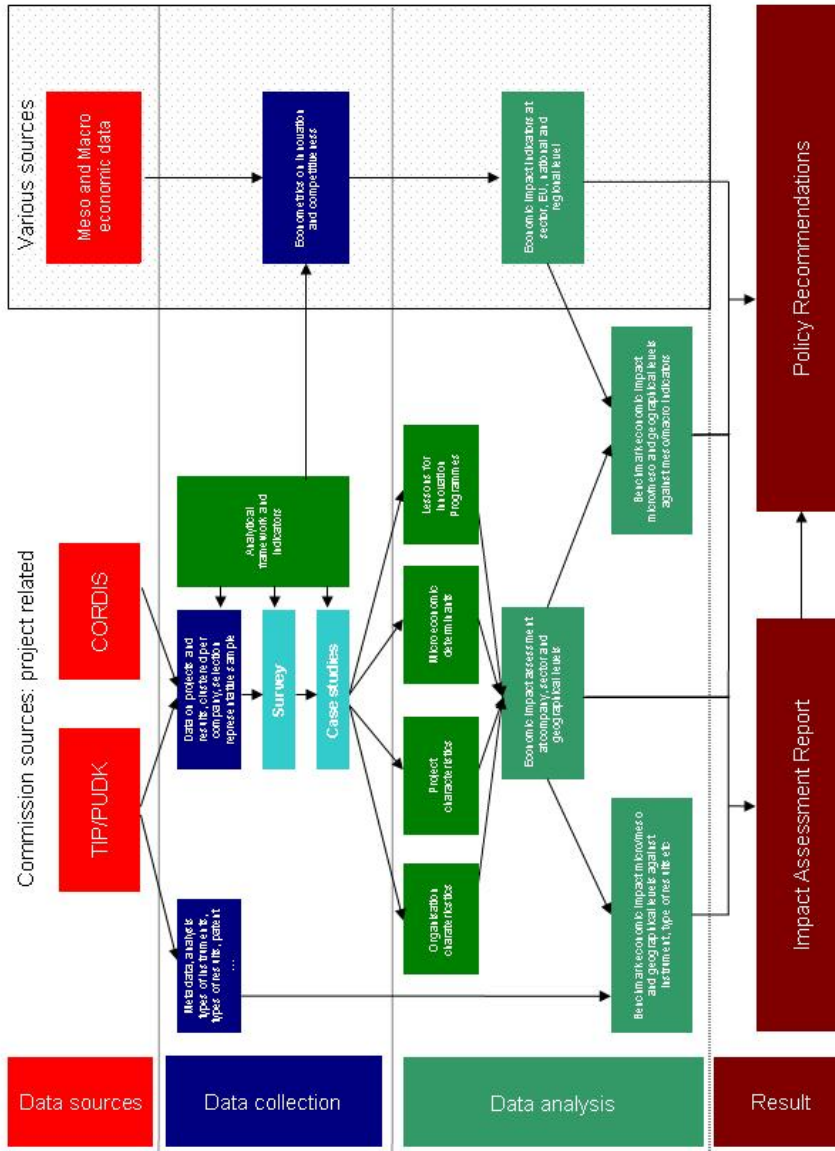 Commission sources: project related
Various sources
Data sources
TIP/PUDK
CORDIS
Meso and Macro
economic data
Data collection
Metadata, analysis
types of instruments,
types of results, patent
...
Data on projects and
results, clustered per
company, selection
representative sample
Survey
Case studies
Analytical
framework and
indicators
Econometrics on Innovation
and competitiveness
Data analysis
Organisation
charateristics
Project
characteristics
Micro economic
determinants
Lessons for
Innovation
Programmes
Economic Impact assessment
at company, sector and
geographical levels
Economic Impact Indicators at
sector, EU, national and
regional level
Benchmark economic Impact micro/meso
and geographical levels against
Instrument, type of results etc
Benchmark economic Impact
micro/meso and geographical levels
against meso/macro Indicators
Result
Impact Assessment Report
Policy Recommendations